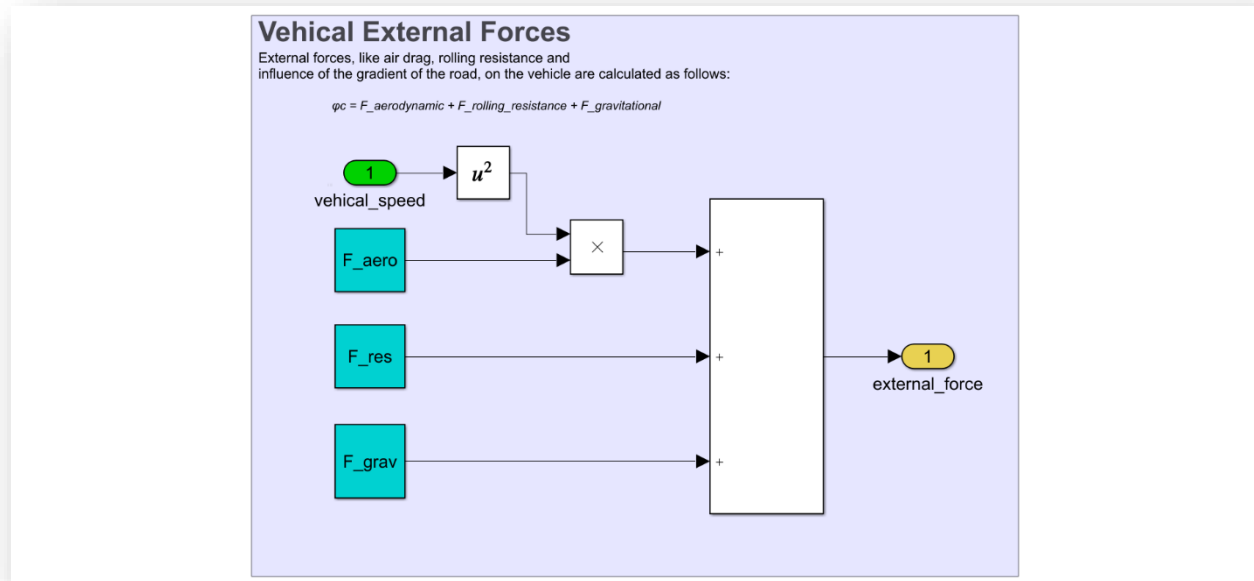 Vehical External Forces
External forces, like air drag, rolling resistance and
influence of the gradient of the road, on the vehicle are calculated as follows:
φc = F_aerodynamic + F_rolling_resistance + F_gravitational
1
u²
vehical_speed
F_aero
×
+
F_res
+
1
external_force
F_grav
+